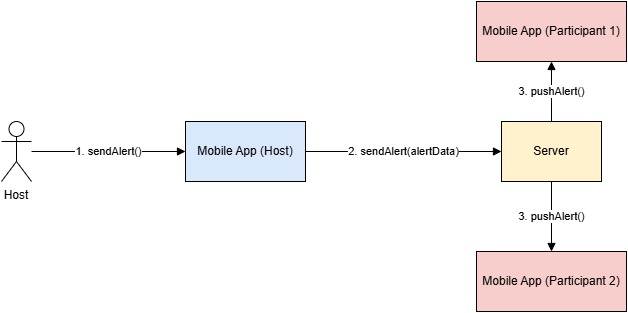 Mobile App (Participant 1)
3. pushAlert()
Host
1. sendAlert()
Mobile App (Host)
2. sendAlert(alertData)
Server
3. pushAlert()
Mobile App (Participant 2)